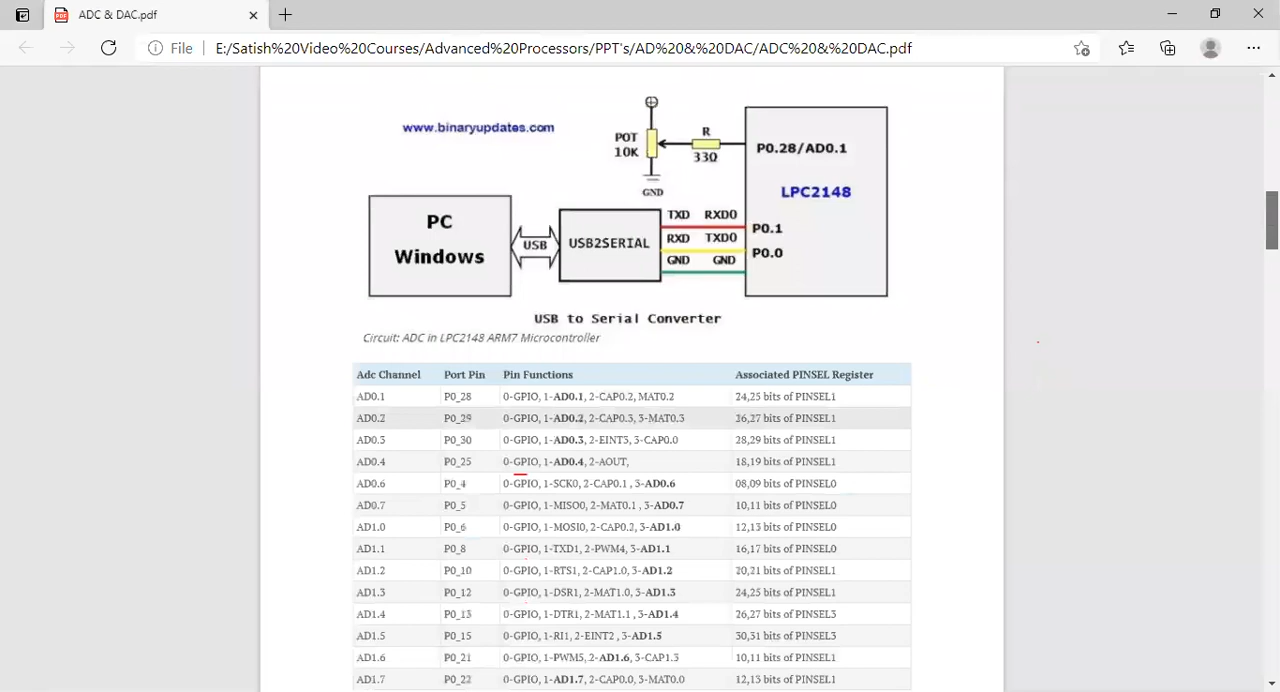 ADC & DAC.pdf
File | E:/Satish%20Video%20Courses/Advanced%20Processors/PPT's/AD%20&%20DAC/ADC%20&%20DAC.pdf
www.binaryupdates.com
POT
10K
R
33Ω
GND
P0.28/AD0.1
LPC2148
PC
Windows
USB
USB2SERIAL
TXD RXD0
RXD TXD0
GND GND
P0.1
P0.0
USB to Serial Converter
Circuit: ADC in LPC2148 ARM7 Microcontroller
Adc Channel Port Pin Pin Functions Associated PINSEL Register
AD0.1 P0_28 0-GPIO, 1-AD0.1, 2-CAP0.2, MAT0.2 24,25 bits of PINSEL1
AD0.2 P0_29 0-GPIO, 1-AD0.2, 2-CAP0.3, 3-MAT0.3 26,27 bits of PINSEL1
AD0.3 P0_30 0-GPIO, 1-AD0.3, 2-EINT3, 3-CAP0.0 28,29 bits of PINSEL1
AD0.4 P0_25 0-GPIO, 1-AD0.4, 2-AOUT, 18,19 bits of PINSEL1
AD0.6 P0_4 0-GPIO, 1-SCK0, 2-CAP0.1 , 3-AD0.6 08,09 bits of PINSEL0
AD0.7 P0_5 0-GPIO, 1-MISO0, 2-MAT0.1 , 3-AD0.7 10,11 bits of PINSEL0
AD1.0 P0_6 0-GPIO, 1-MOSI0, 2-CAP0.2, 3-AD1.0 12,13 bits of PINSEL0
AD1.1 P0_8 0-GPIO, 1-TXD1, 2-PWM4, 3-AD1.1 16,17 bits of PINSEL0
AD1.2 P0_10 0-GPIO, 1-RTS1, 2-CAP1.0, 3-AD1.2 20,21 bits of PINSEL1
AD1.3 P0_12 0-GPIO, 1-DSR1, 2-MAT1.0, 3-AD1.3 24,25 bits of PINSEL1
AD1.4 P0_13 0-GPIO, 1-DTR1, 2-MAT1.1 , 3-AD1.4 26,27 bits of PINSEL3
AD1.5 P0_15 0-GPIO, 1-RI1, 2-EINT2 , 3-AD1.5 30,31 bits of PINSEL3
AD1.6 P0_21 0-GPIO, 1-PWM5, 2-AD1.6, 3-CAP1.3 10,11 bits of PINSEL1
AD1.7 P0_22 0-GPIO, 1-AD1.7, 2-CAP0.0, 3-MAT0.0 12,13 bits of PINSEL1